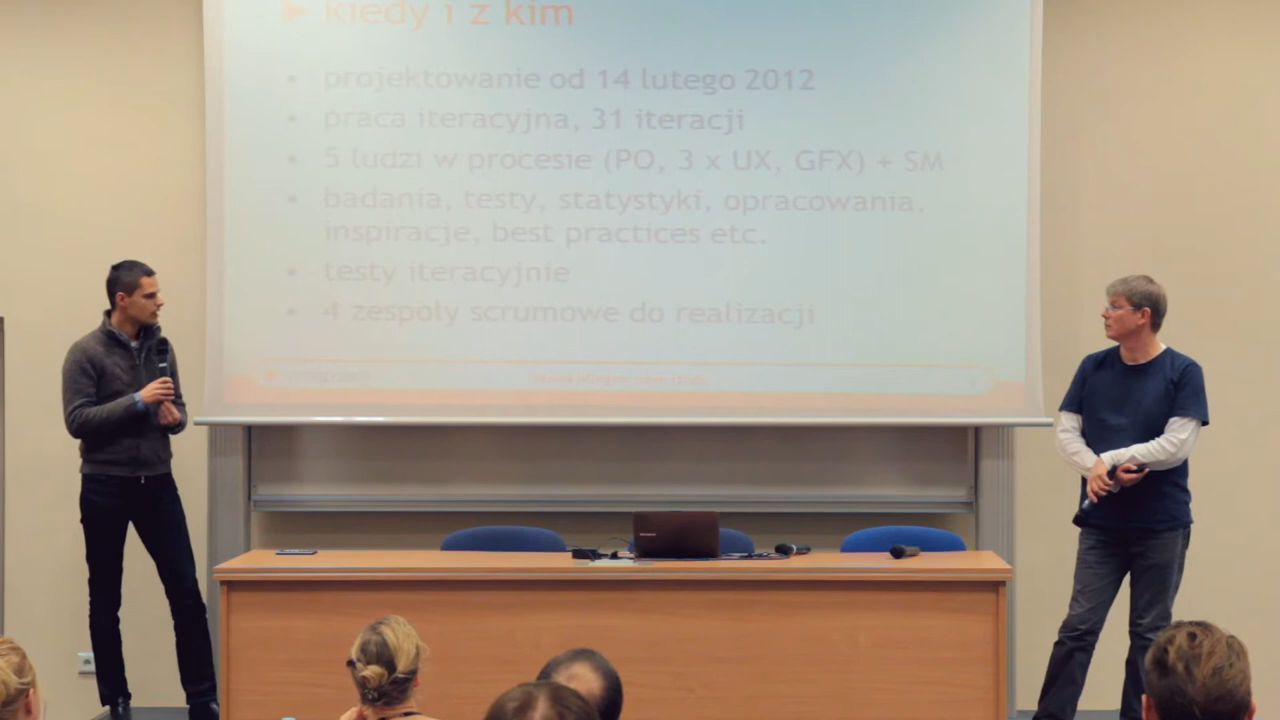 ► kiedy i z kim
• projektowanie od 14 lutego 2012
• praca iteracyjna, 31 iteracji
• 5 ludzi w procesie (PO, 3 x UX, GFX) + SM
• badania, testy, statystyki, opracowania,
inspiracje, best practices etc.
• testy iteracyjnie
• 4 zespoły scrumowe do realizacji